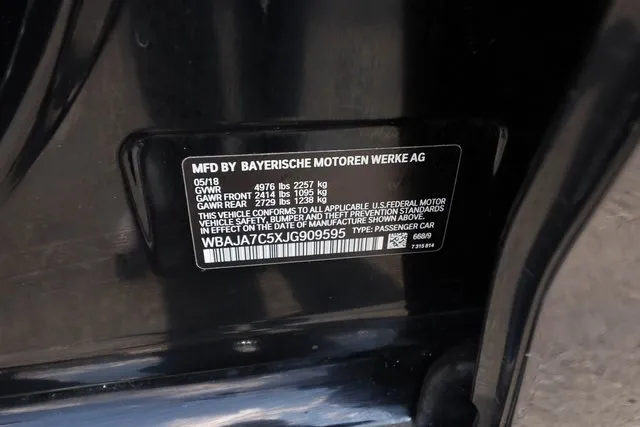 MFD BY BAYERISCHE MOTOREN WERKE AG
05/18
GVWR 4976 lbs 2257 kg
GAWR FRONT 2414 lbs 1095 kg
GAWR REAR 2729 lbs 1238 kg
THIS VEHICLE CONFORMS TO ALL APPLICABLE U.S.FEDERAL MOTOR
VEHICLE SAFETY, BUMPER, AND THEFT PREVENTION STANDARDS
IN EFFECT ON THE DATE OF MANUFACTURE SHOWN ABOVE.
WBAJA7C5XJG909595 TYPE: PASSENGER CAR
668/9
7 315 814